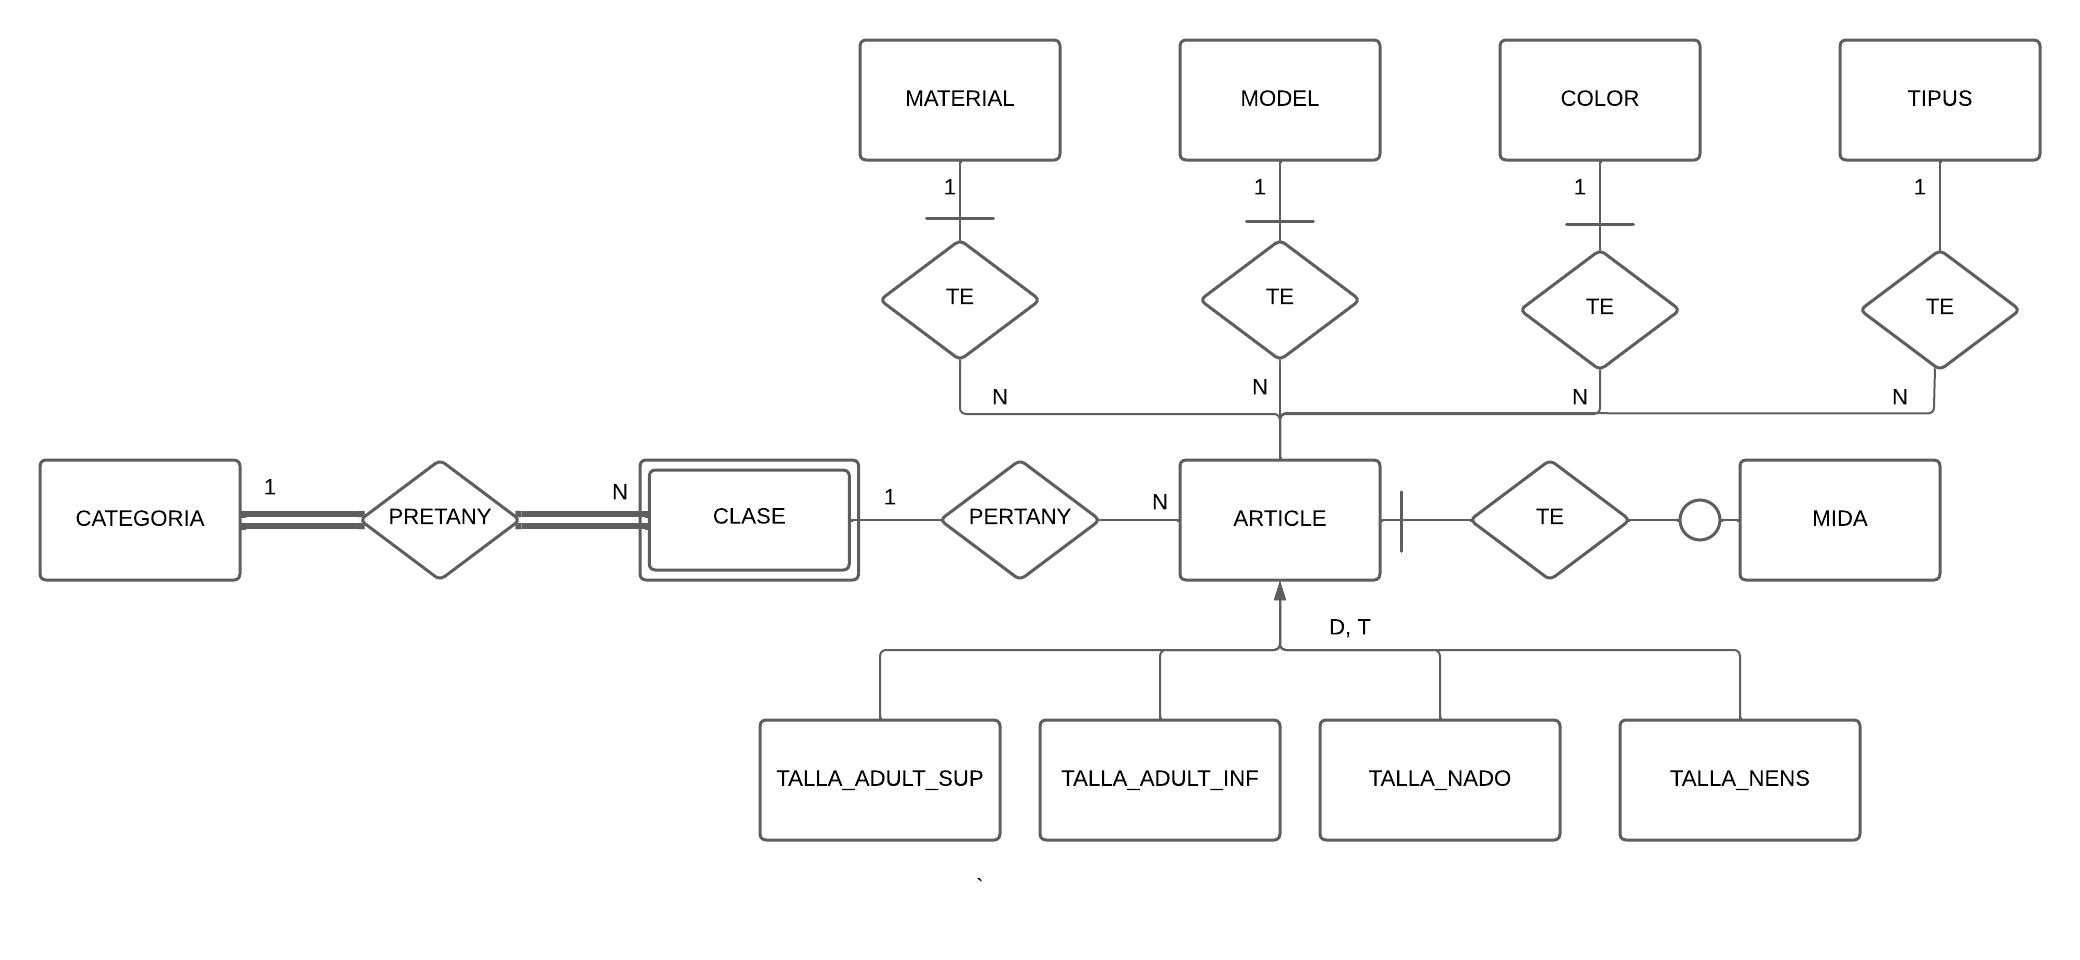 MATERIAL
MODEL
COLOR
TIPUS
1
1
1
1
TE
TE
TE
TE
N
N
N
N
CATEGORIA
1
PRETANY
N
CLASE
1
PERTANY
N
ARTICLE
TE
MIDA
D, T
TALLA_ADULT_SUP
TALLA_ADULT_INF
TALLA_NADO
TALLA_NENS
`